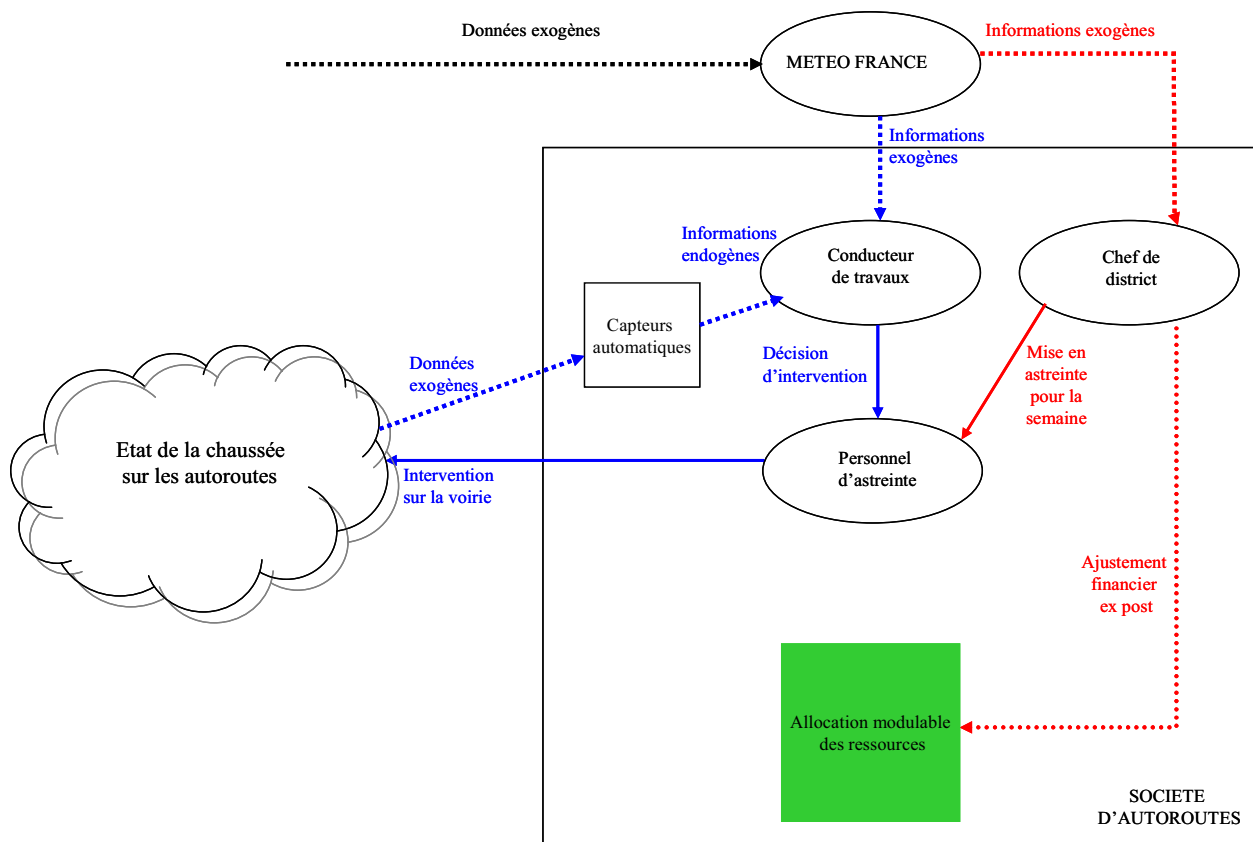 Données exogènes
Informations exogènes
METEO FRANCE
Informations
exogènes
Informations
endogènes
Conducteur
de travaux
Chef de
district
Capteurs
automatiques
Données
exogènes
Décision
d’intervention
Mise en
astreinte
pour la
semaine
Etat de la chaussée
sur les autoroutes
Personnel
d’astreinte
Intervention
sur la voirie
Ajustement
financier
ex post
Allocation modulable
des ressources
SOCIETE
D’AUTOROUTES